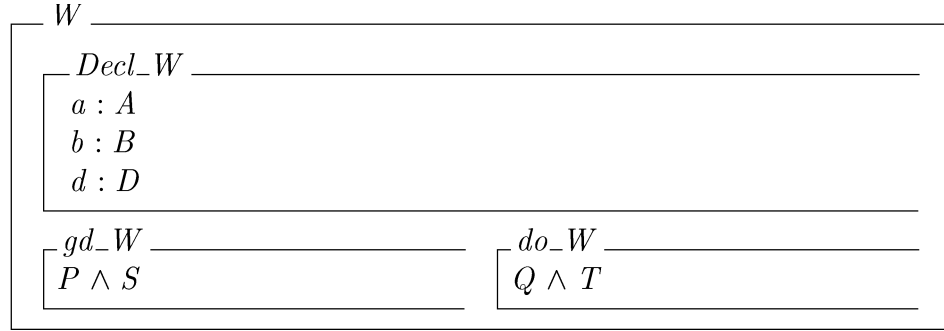 W
Decl_W
a : A
b : B
d : D
gd_W do_W
P ∧ S Q ∧ T